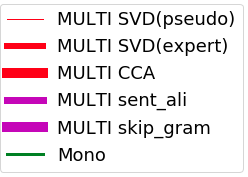 MULTI SVD(pseudo)
MULTI SVD(expert)
MULTI CCA
MULTI sent_ali
MULTI skip_gram
Mono